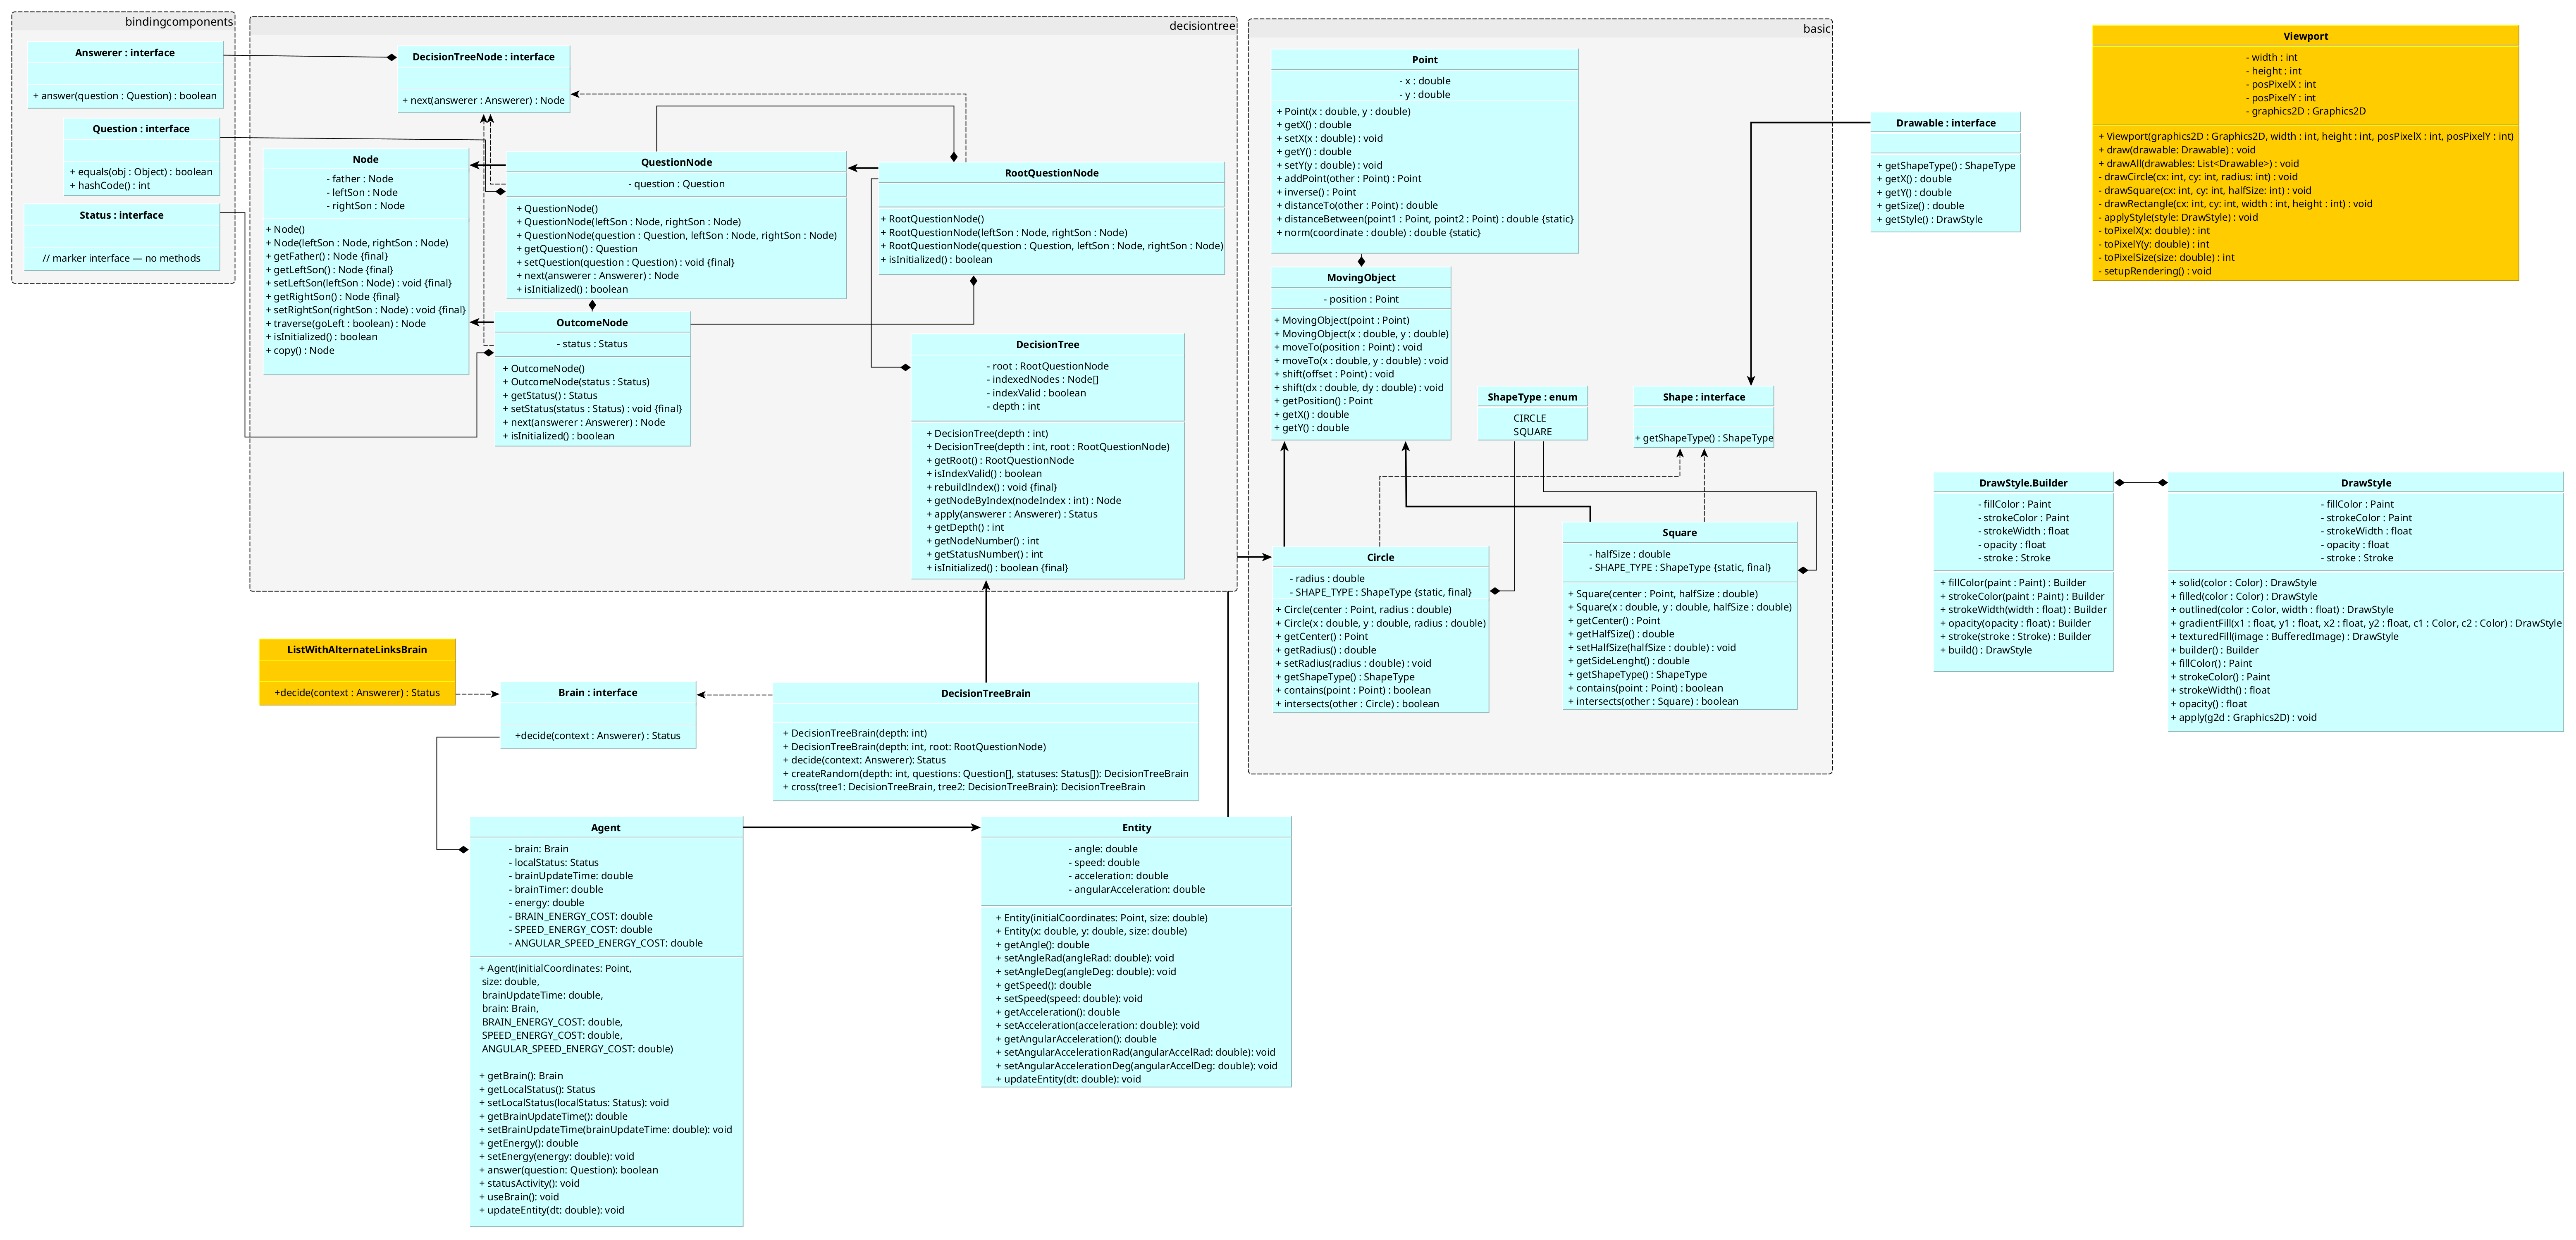 bindingcomponents
Answerer : interface
+ answer(question : Question) : boolean
Question : interface
+ equals(obj : Object) : boolean
+ hashCode() : int
Status : interface
// marker interface — no methods
decisiontree
DecisionTreeNode : interface
+ next(answerer : Answerer) : Node
Node
- father : Node
- leftSon : Node
- rightSon : Node
+ Node()
+ Node(leftSon : Node, rightSon : Node)
+ getFather() : Node {final}
+ getLeftSon() : Node {final}
+ setLeftSon(leftSon : Node) : void {final}
+ getRightSon() : Node {final}
+ setRightSon(rightSon : Node) : void {final}
+ traverse(goLeft : boolean) : Node
+ isInitialized() : boolean
+ copy() : Node
QuestionNode
- question : Question
+ QuestionNode()
+ QuestionNode(leftSon : Node, rightSon : Node)
+ QuestionNode(question : Question, leftSon : Node, rightSon : Node)
+ getQuestion() : Question
+ setQuestion(question : Question) : void {final}
+ next(answerer : Answerer) : Node
+ isInitialized() : boolean
RootQuestionNode
+ RootQuestionNode()
+ RootQuestionNode(leftSon : Node, rightSon : Node)
+ RootQuestionNode(question : Question, leftSon : Node, rightSon : Node)
+ isInitialized() : boolean
OutcomeNode
- status : Status
+ OutcomeNode()
+ OutcomeNode(status : Status)
+ getStatus() : Status
+ setStatus(status : Status) : void {final}
+ next(answerer : Answerer) : Node
+ isInitialized() : boolean
DecisionTree
- root : RootQuestionNode
- indexedNodes : Node[]
- indexValid : boolean
- depth : int
+ DecisionTree(depth : int)
+ DecisionTree(depth : int, root : RootQuestionNode)
+ getRoot() : RootQuestionNode
+ isIndexValid() : boolean
+ rebuildIndex() : void {final}
+ getNodeByIndex(nodeIndex : int) : Node
+ apply(answerer : Answerer) : Status
+ getDepth() : int
+ getNodeNumber() : int
+ getStatusNumber() : int
+ isInitialized() : boolean {final}
basic
Point
- x : double
- y : double
+ Point(x : double, y : double)
+ getX() : double
+ setX(x : double) : void
+ getY() : double
+ setY(y : double) : void
+ addPoint(other : Point) : Point
+ inverse() : Point
+ distanceTo(other : Point) : double
+ distanceBetween(point1 : Point, point2 : Point) : double {static}
+ norm(coordinate : double) : double {static}
MovingObject
- position : Point
+ MovingObject(point : Point)
+ MovingObject(x : double, y : double)
+ moveTo(position : Point) : void
+ moveTo(x : double, y : double) : void
+ shift(offset : Point) : void
+ shift(dx : double, dy : double) : void
+ getPosition() : Point
+ getX() : double
+ getY() : double
ShapeType : enum
CIRCLE
SQUARE
Shape : interface
+ getShapeType() : ShapeType
Circle
- radius : double
- SHAPE_TYPE : ShapeType {static, final}
+ Circle(center : Point, radius : double)
+ Circle(x : double, y : double, radius : double)
+ getCenter() : Point
+ getRadius() : double
+ setRadius(radius : double) : void
+ getShapeType() : ShapeType
+ contains(point : Point) : boolean
+ intersects(other : Circle) : boolean
Square
- halfSize : double
- SHAPE_TYPE : ShapeType {static, final}
+ Square(center : Point, halfSize : double)
+ Square(x : double, y : double, halfSize : double)
+ getCenter() : Point
+ getHalfSize() : double
+ setHalfSize(halfSize : double) : void
+ getSideLenght() : double
+ getShapeType() : ShapeType
+ contains(point : Point) : boolean
+ intersects(other : Square) : boolean
Drawable : interface
+ getShapeType() : ShapeType
+ getX() : double
+ getY() : double
+ getSize() : double
+ getStyle() : DrawStyle
Viewport
- width : int
- height : int
- posPixelX : int
- posPixelY : int
- graphics2D : Graphics2D
+ Viewport(graphics2D : Graphics2D, width : int, height : int, posPixelX : int, posPixelY : int)
+ draw(drawable: Drawable) : void
+ drawAll(drawables: List<Drawable>) : void
- drawCircle(cx: int, cy: int, radius: int) : void
- drawSquare(cx: int, cy: int, halfSize: int) : void
- drawRectangle(cx: int, cy: int, width : int, height : int) : void
- applyStyle(style: DrawStyle) : void
- toPixelX(x: double) : int
- toPixelY(y: double) : int
- toPixelSize(size: double) : int
- setupRendering() : void
DrawStyle.Builder
- fillColor : Paint
- strokeColor : Paint
- strokeWidth : float
- opacity : float
- stroke : Stroke
+ fillColor(paint : Paint) : Builder
+ strokeColor(paint : Paint) : Builder
+ strokeWidth(width : float) : Builder
+ opacity(opacity : float) : Builder
+ stroke(stroke : Stroke) : Builder
+ build() : DrawStyle
DrawStyle
- fillColor : Paint
- strokeColor : Paint
- strokeWidth : float
- opacity : float
- stroke : Stroke
+ solid(color : Color) : DrawStyle
+ filled(color : Color) : DrawStyle
+ outlined(color : Color, width : float) : DrawStyle
+ gradientFill(x1 : float, y1 : float, x2 : float, y2 : float, c1 : Color, c2 : Color) : DrawStyle
+ texturedFill(image : BufferedImage) : DrawStyle
+ builder() : Builder
+ fillColor() : Paint
+ strokeColor() : Paint
+ strokeWidth() : float
+ opacity() : float
+ apply(g2d : Graphics2D) : void
ListWithAlternateLinksBrain
+decide(context : Answerer) : Status
Brain : interface
+decide(context : Answerer) : Status
DecisionTreeBrain
+ DecisionTreeBrain(depth: int)
+ DecisionTreeBrain(depth: int, root: RootQuestionNode)
+ decide(context: Answerer): Status
+ createRandom(depth: int, questions: Question[], statuses: Status[]): DecisionTreeBrain
+ cross(tree1: DecisionTreeBrain, tree2: DecisionTreeBrain): DecisionTreeBrain
Agent
- brain: Brain
- localStatus: Status
- brainUpdateTime: double
- brainTimer: double
- energy: double
- BRAIN_ENERGY_COST: double
- SPEED_ENERGY_COST: double
- ANGULAR_SPEED_ENERGY_COST: double
+ Agent(initialCoordinates: Point,
size: double,
brainUpdateTime: double,
brain: Brain,
BRAIN_ENERGY_COST: double,
SPEED_ENERGY_COST: double,
ANGULAR_SPEED_ENERGY_COST: double)
+ getBrain(): Brain
+ getLocalStatus(): Status
+ setLocalStatus(localStatus: Status): void
+ getBrainUpdateTime(): double
+ setBrainUpdateTime(brainUpdateTime: double): void
+ getEnergy(): double
+ setEnergy(energy: double): void
+ answer(question: Question): boolean
+ statusActivity(): void
+ useBrain(): void
+ updateEntity(dt: double): void
Entity
- angle: double
- speed: double
- acceleration: double
- angularAcceleration: double
+ Entity(initialCoordinates: Point, size: double)
+ Entity(x: double, y: double, size: double)
+ getAngle(): double
+ setAngleRad(angleRad: double): void
+ setAngleDeg(angleDeg: double): void
+ getSpeed(): double
+ setSpeed(speed: double): void
+ getAcceleration(): double
+ setAcceleration(acceleration: double): void
+ getAngularAcceleration(): double
+ setAngularAccelerationRad(angularAccelRad: double): void
+ setAngularAccelerationDeg(angularAccelDeg: double): void
+ updateEntity(dt: double): void